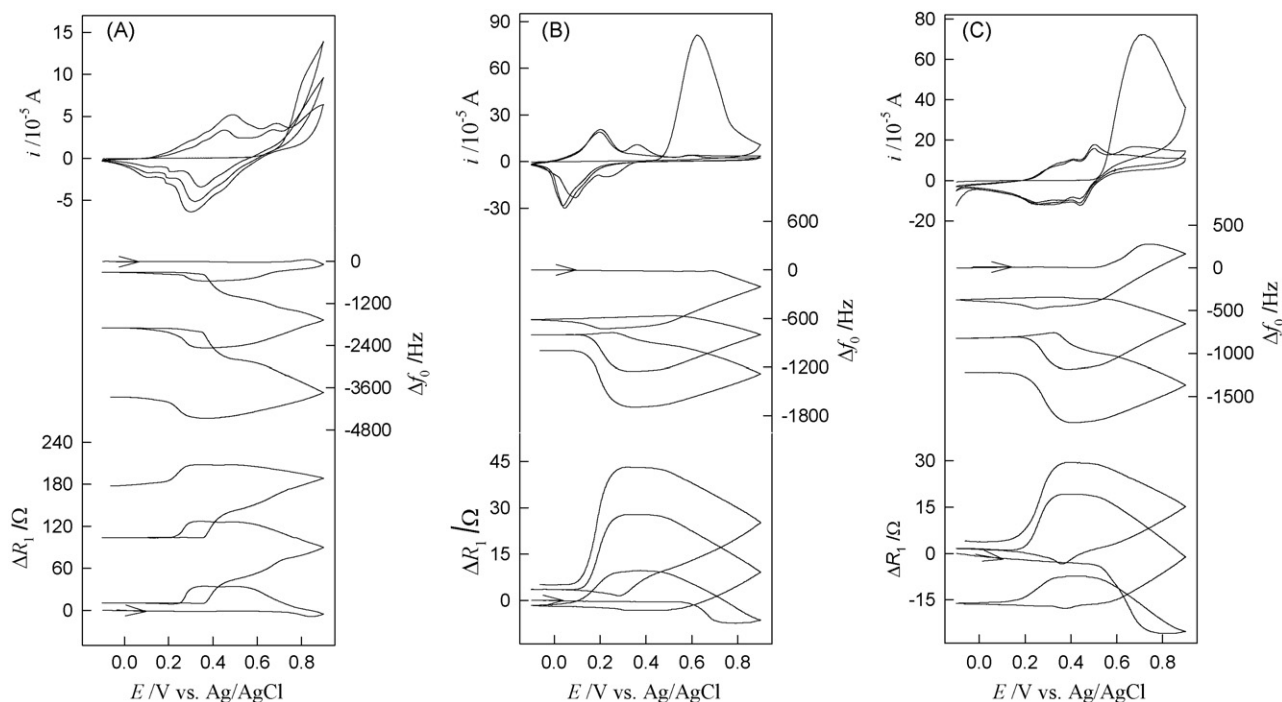 (A)
15
10
5
0
-5
i /10⁻⁵ A
0
-1200
-2400
-3600
-4800
Δf₀ /Hz
240
180
120
60
0
ΔR₁ /Ω
0.0 0.2 0.4 0.6 0.8
E /V vs. Ag/AgCl
(B)
90
60
30
0
-30
i /10⁻⁵ A
600
0
-600
-1200
-1800
Δf₀ /Hz
45
30
15
0
ΔR₁ /Ω
0.0 0.2 0.4 0.6 0.8
E /V vs. Ag/AgCl
(C)
80
60
40
20
0
-20
i /10⁻⁵ A
500
0
-500
-1000
-1500
Δf₀ /Hz
30
15
0
-15
ΔR₁ /Ω
0.0 0.2 0.4 0.6 0.8
E /V vs. Ag/AgCl